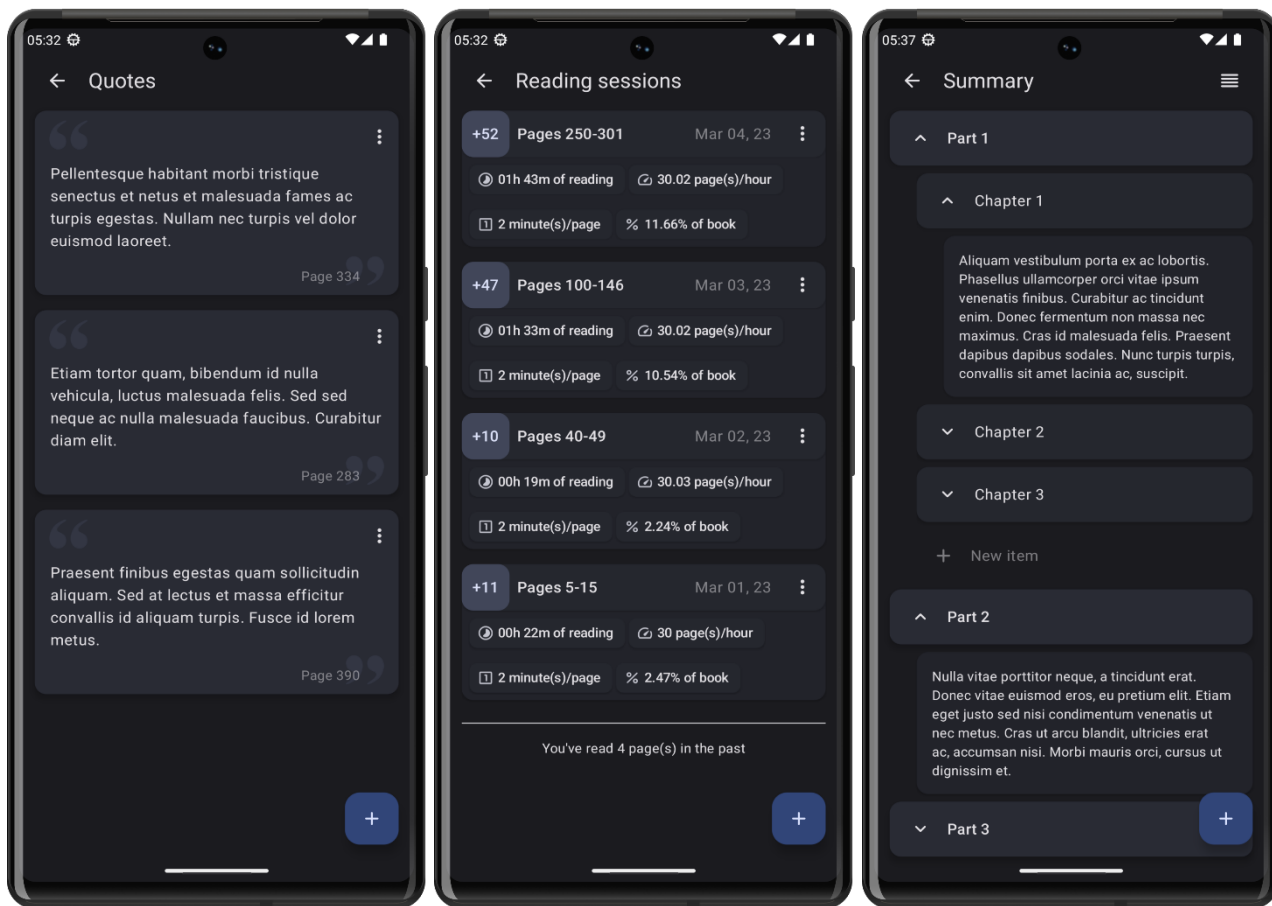 05:32
Quotes
Pellentesque habitant morbi tristique
senectus et netus et malesuada fames ac
turpis egestas. Nullam nec turpis vel dolor
euismod laoreet.
Page 334
Etiam tortor quam, bibendum id nulla
vehicula, luctus malesuada felis. Sed sed
neque ac nulla malesuada faucibus. Curabitur
diam elit.
Page 283
Praesent finibus egestas quam sollicitudin
aliquam. Sed at lectus et massa efficitur
convallis id aliquam turpis. Fusce id lorem
metus.
Page 390
05:32
Reading sessions
+52 Pages 250-301 Mar 04, 23
01h 43m of reading 30.02 page(s)/hour
2 minute(s)/page % 11.66% of book
+47 Pages 100-146 Mar 03, 23
01h 33m of reading 30.02 page(s)/hour
2 minute(s)/page % 10.54% of book
+10 Pages 40-49 Mar 02, 23
00h 19m of reading 30.03 page(s)/hour
2 minute(s)/page % 2.24% of book
+11 Pages 5-15 Mar 01, 23
00h 22m of reading 30 page(s)/hour
2 minute(s)/page % 2.47% of book
You've read 4 page(s) in the past
05:37
Summary
Part 1
Chapter 1
Aliquam vestibulum porta ex ac lobortis.
Phasellus ullamcorper orci vitae ipsum
venenatis finibus. Curabitur ac tincidunt
enim. Donec fermentum non massa nec
maximus. Cras id malesuada felis. Praesent
dapibus dapibus sodales. Nunc turpis turpis,
convallis sit amet lacinia ac, suscipit.
Chapter 2
Chapter 3
+ New item
Part 2
Nulla vitae porttitor neque, a tincidunt erat.
Donec vitae euismod eros, eu pretium elit. Etiam
eget justo sed nisi condimentum venenatis ut
nec metus. Cras ut arcu blandit, ultricies erat
ac, accumsan nisi. Morbi mauris orci, cursus ut
dignissim et.
Part 3